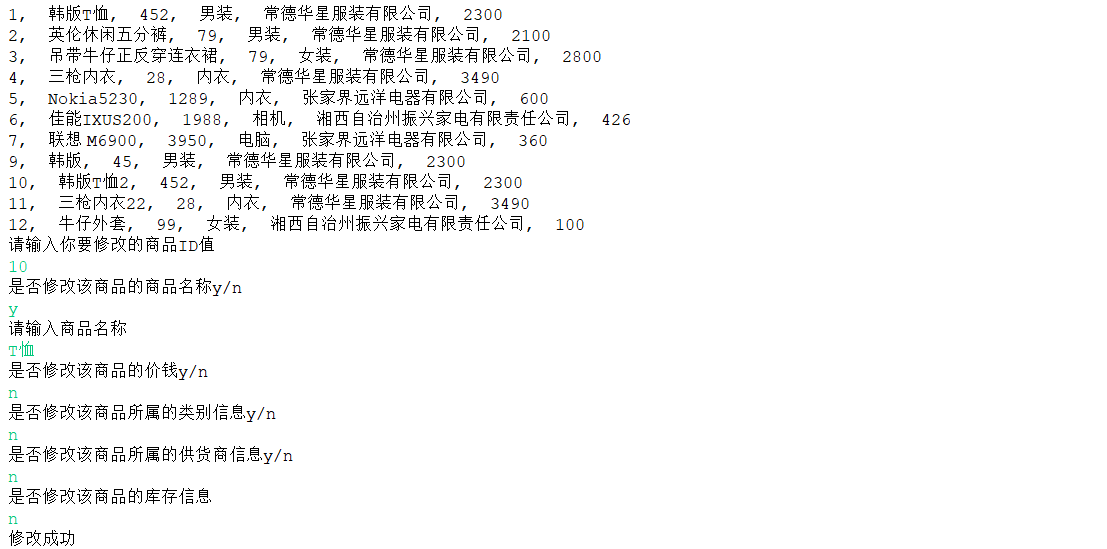 1,  韩版T恤,  452,  男装,  常德华星服装有限公司,  2300
2,  英伦休闲五分裤,  79,  男装,  常德华星服装有限公司,  2100
3,  吊带牛仔正反穿连衣裙,  79,  女装,  常德华星服装有限公司,  2800
4,  三枪内衣,  28,  内衣,  常德华星服装有限公司,  3490
5,  Nokia5230,  1289,  内衣,  张家界远洋电器有限公司,  600
6,  佳能IXUS200,  1988,  相机,  湘西自治州振兴家电有限责任公司,  426
7,  联想 M6900,  3950,  电脑,  张家界远洋电器有限公司,  360
9,  韩版,  45,  男装,  常德华星服装有限公司,  2300
10,  韩版T恤2,  452,  男装,  常德华星服装有限公司,  2300
11,  三枪内衣22,  28,  内衣,  常德华星服装有限公司,  3490
12,  牛仔外套,  99,  女装,  湘西自治州振兴家电有限责任公司,  100
请输入你要修改的商品ID值
10
是否修改该商品的商品名称y/n
y
请输入商品名称
T恤
是否修改该商品的价钱y/n
n
是否修改该商品所属的类别信息y/n
n
是否修改该商品所属的供货商信息y/n
n
是否修改该商品的库存信息
n
修改成功